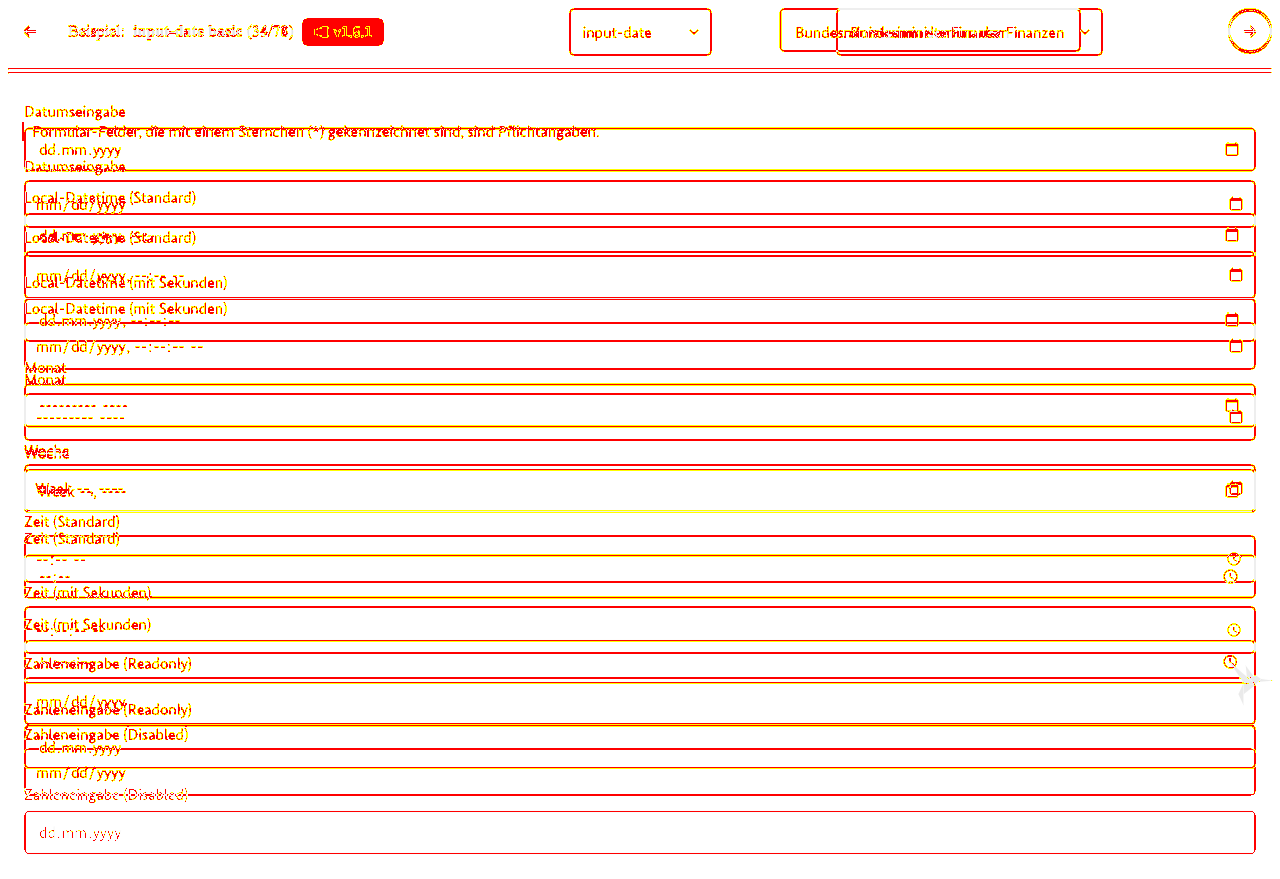 Beispiel: input-date basic (34/78) v1.6.1 input-date
Datumseingabe
Formular-Felder, die mit einem Sternchen (*) gekennzeichnet sind, sind Pflichtangaben.
dd.mm.yyyy
Datumseingabe
Local-Datetime (Standard)
mm/dd/yyyy
Local-Datetime (Standard)
mm/dd/yyyy, --:-- --
Local-Datetime (mit Sekunden)
Local-Datetime (mit Sekunden)
dd.mm.yyyy, --:--:--
mm/dd/yyyy, --:--:-- --
Monat
Monat
--------- ----
--------- ----
Woche
Woche
Week --, ----
Week --, ----
Zeit (Standard)
Zeit (Standard)
--:-- --
--:--
Zeit (mit Sekunden)
Zeit (mit Sekunden)
Zahleneingabe (Readonly)
mm/dd/yyyy
Zahleneingabe (Readonly)
Zahleneingabe (Disabled)
dd.mm.yyyy
mm/dd/yyyy
Zahleneingabe (Disabled)
dd.mm.yyyy